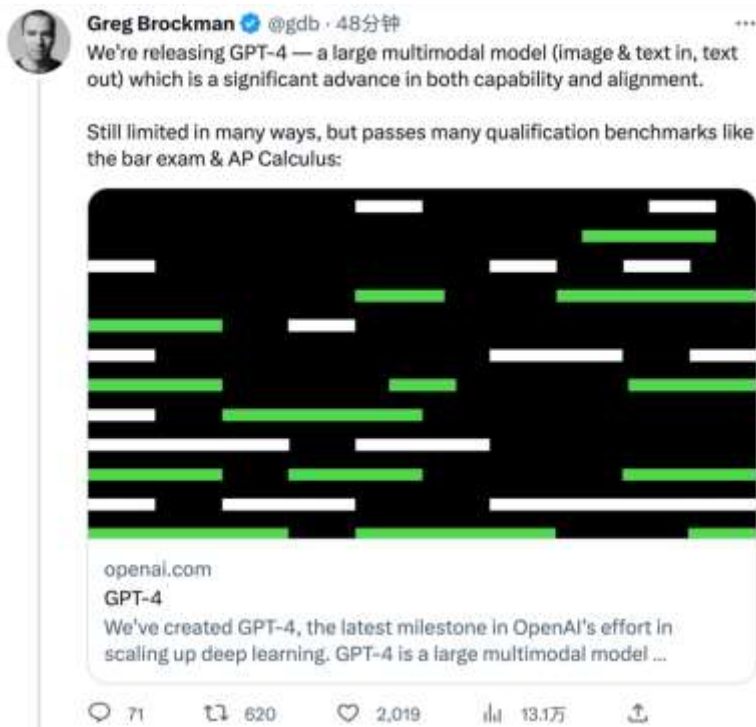 Greg Brockman @gdb · 48分钟
We're releasing GPT-4 — a large multimodal model (image & text in, text
out) which is a significant advance in both capability and alignment.
Still limited in many ways, but passes many qualification benchmarks like
the bar exam & AP Calculus:
openai.com
GPT-4
We've created GPT-4, the latest milestone in OpenAI's effort in
scaling up deep learning. GPT-4 is a large multimodal model ...
71 620 2,019 13.1万